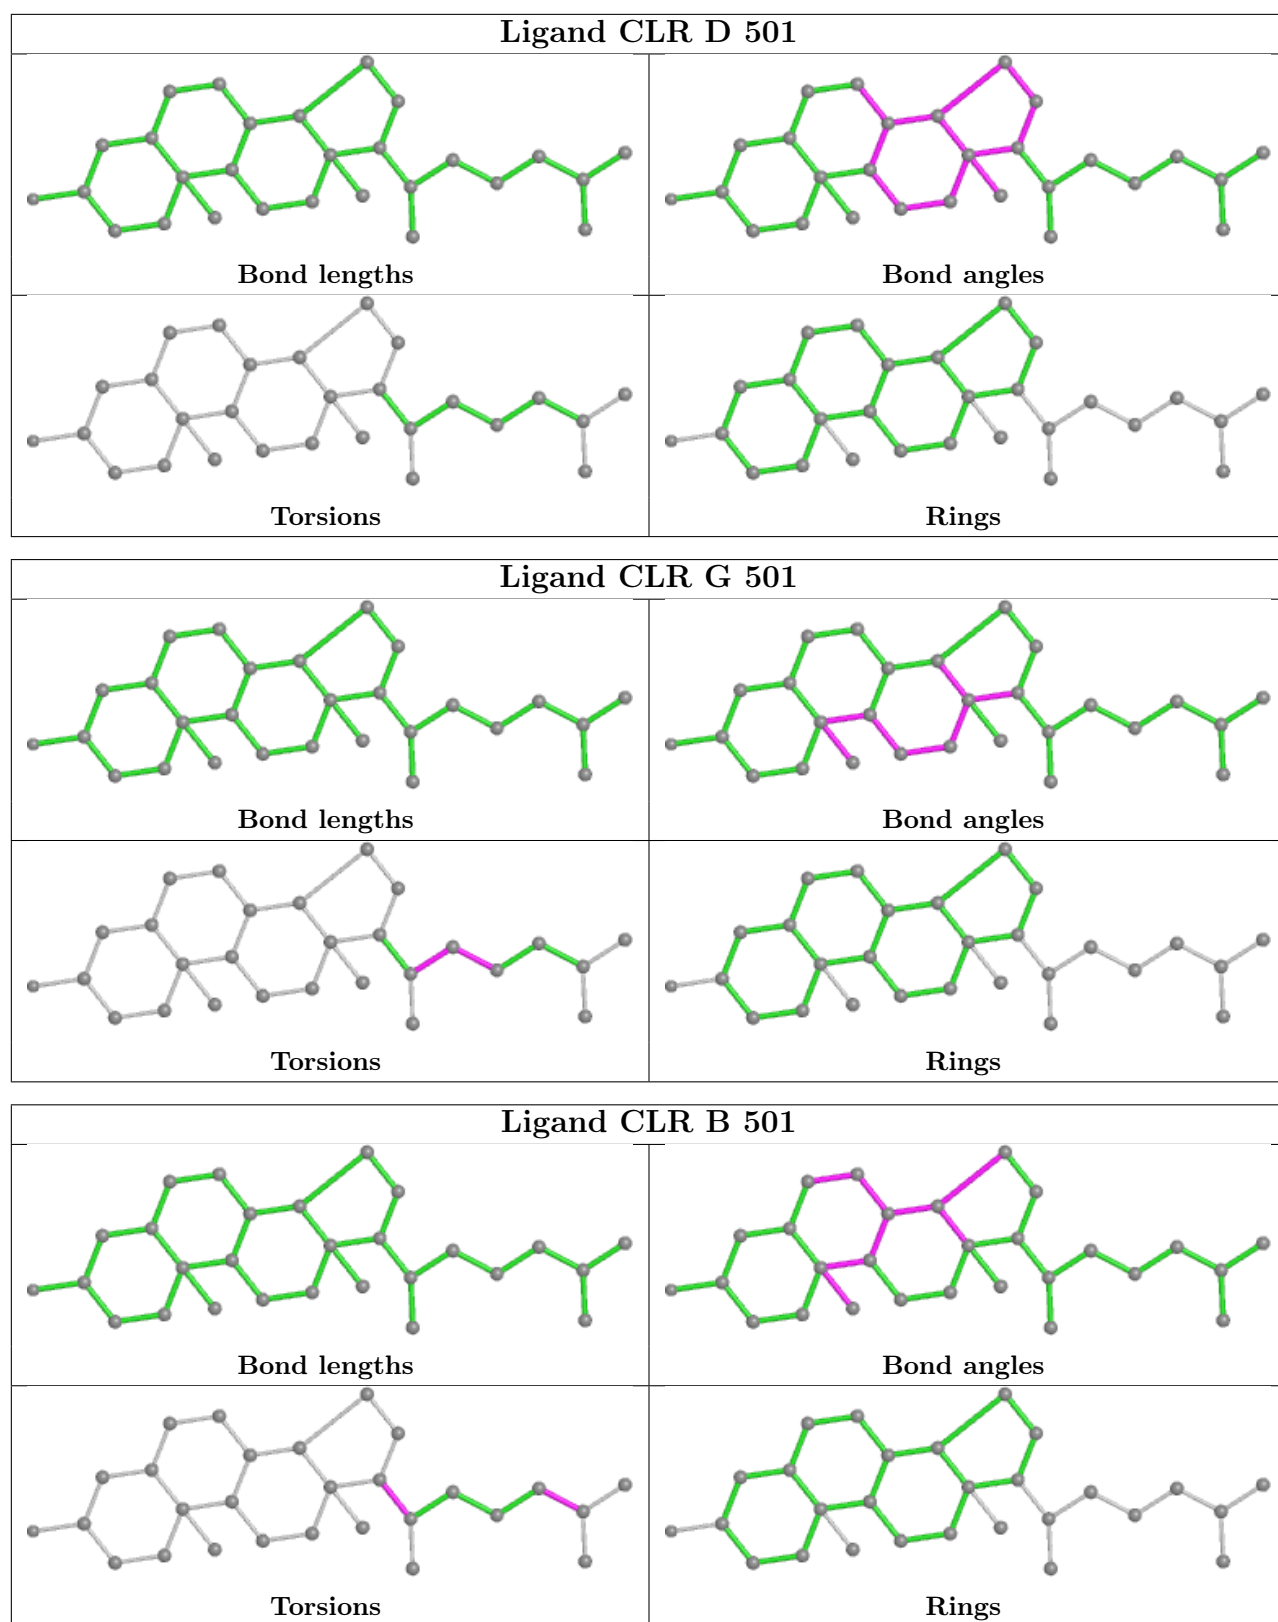 Ligand CLR D 501
Bond lengths
Bond angles
Torsions
Rings
Ligand CLR G 501
Bond lengths
Bond angles
Torsions
Rings
Ligand CLR B 501
Bond lengths
Bond angles
Torsions
Rings